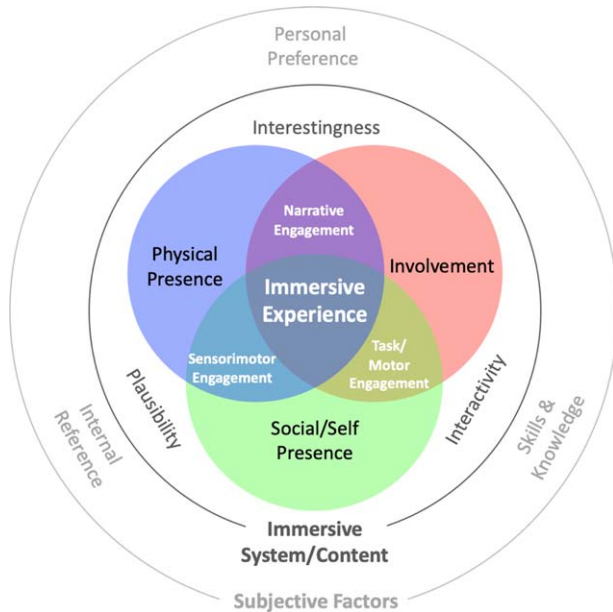 Personal
Preference
Interestingness
Narrative
Engagement
Physical
Presence
Involvement
Immersive
Experience
Sensorimotor
Engagement
Task/
Motor
Engagement
Plausibility
Interactivity
Internal
Reference
Skills &
Knowledge
Social/Self
Presence
Immersive
System/Content
Subjective Factors